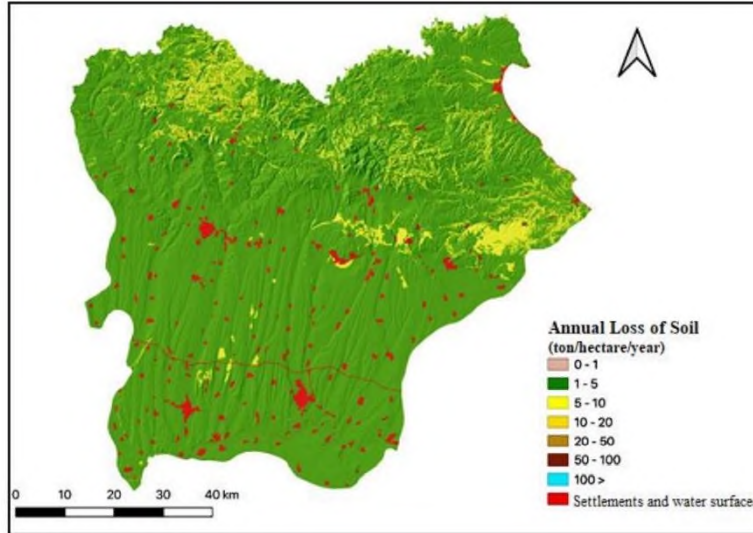 Annual Loss of Soil
(ton/hectare/year)
0 - 1
1 - 5
5 - 10
10 - 20
20 - 50
50 - 100
100 >
Settlements and water surface
0 10 20 30 40 km